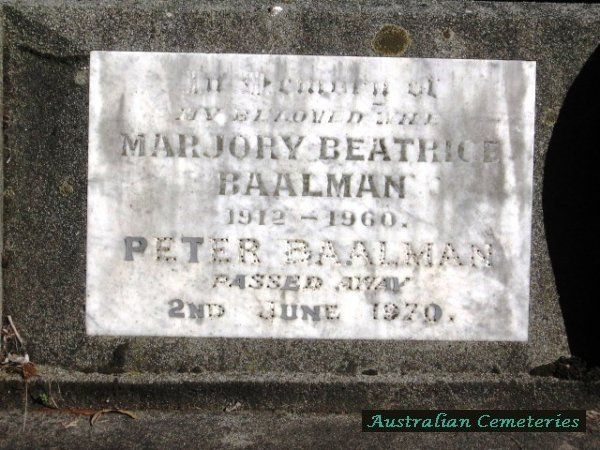 In Memory of
MY BELOVED WIFE
MARJORY BEATRICE
BAALMAN
1912 - 1960.
PETER BAALMAN
PASSED AWAY
2ND JUNE 1970.
Australian Cemeteries